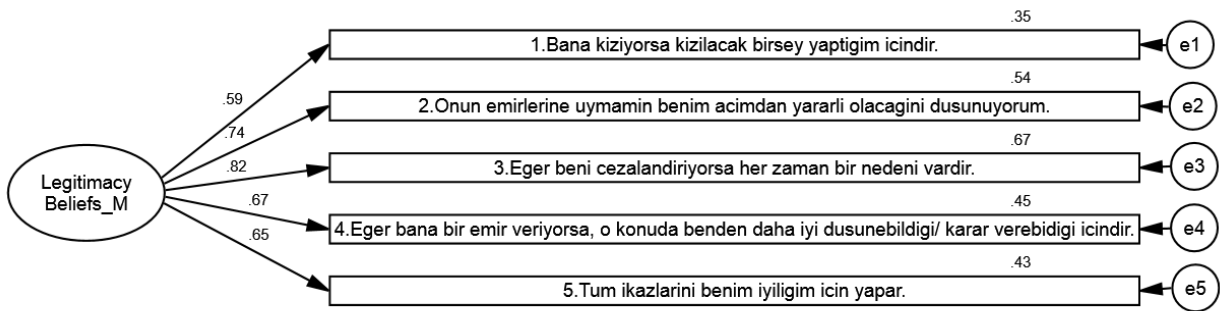 .35
1.Bana kiziyorsa kizilacak birsey yaptigim icindir.
e1
.59
.54
2.Onun emirlerine uymamin benim acimdan yararli olacagini dusunuyorum.
e2
.74
.67
Legitimacy
Beliefs_M
.82
3.Eger beni cezalandiriyorsa her zaman bir nedeni vardir.
e3
.67
.45
4.Eger bana bir emir veriyorsa, o konuda benden daha iyi dusunebildigi/ karar verebidigi icindir.
e4
.65
.43
5.Tum ikazlarini benim iyiligim icin yapar.
e5